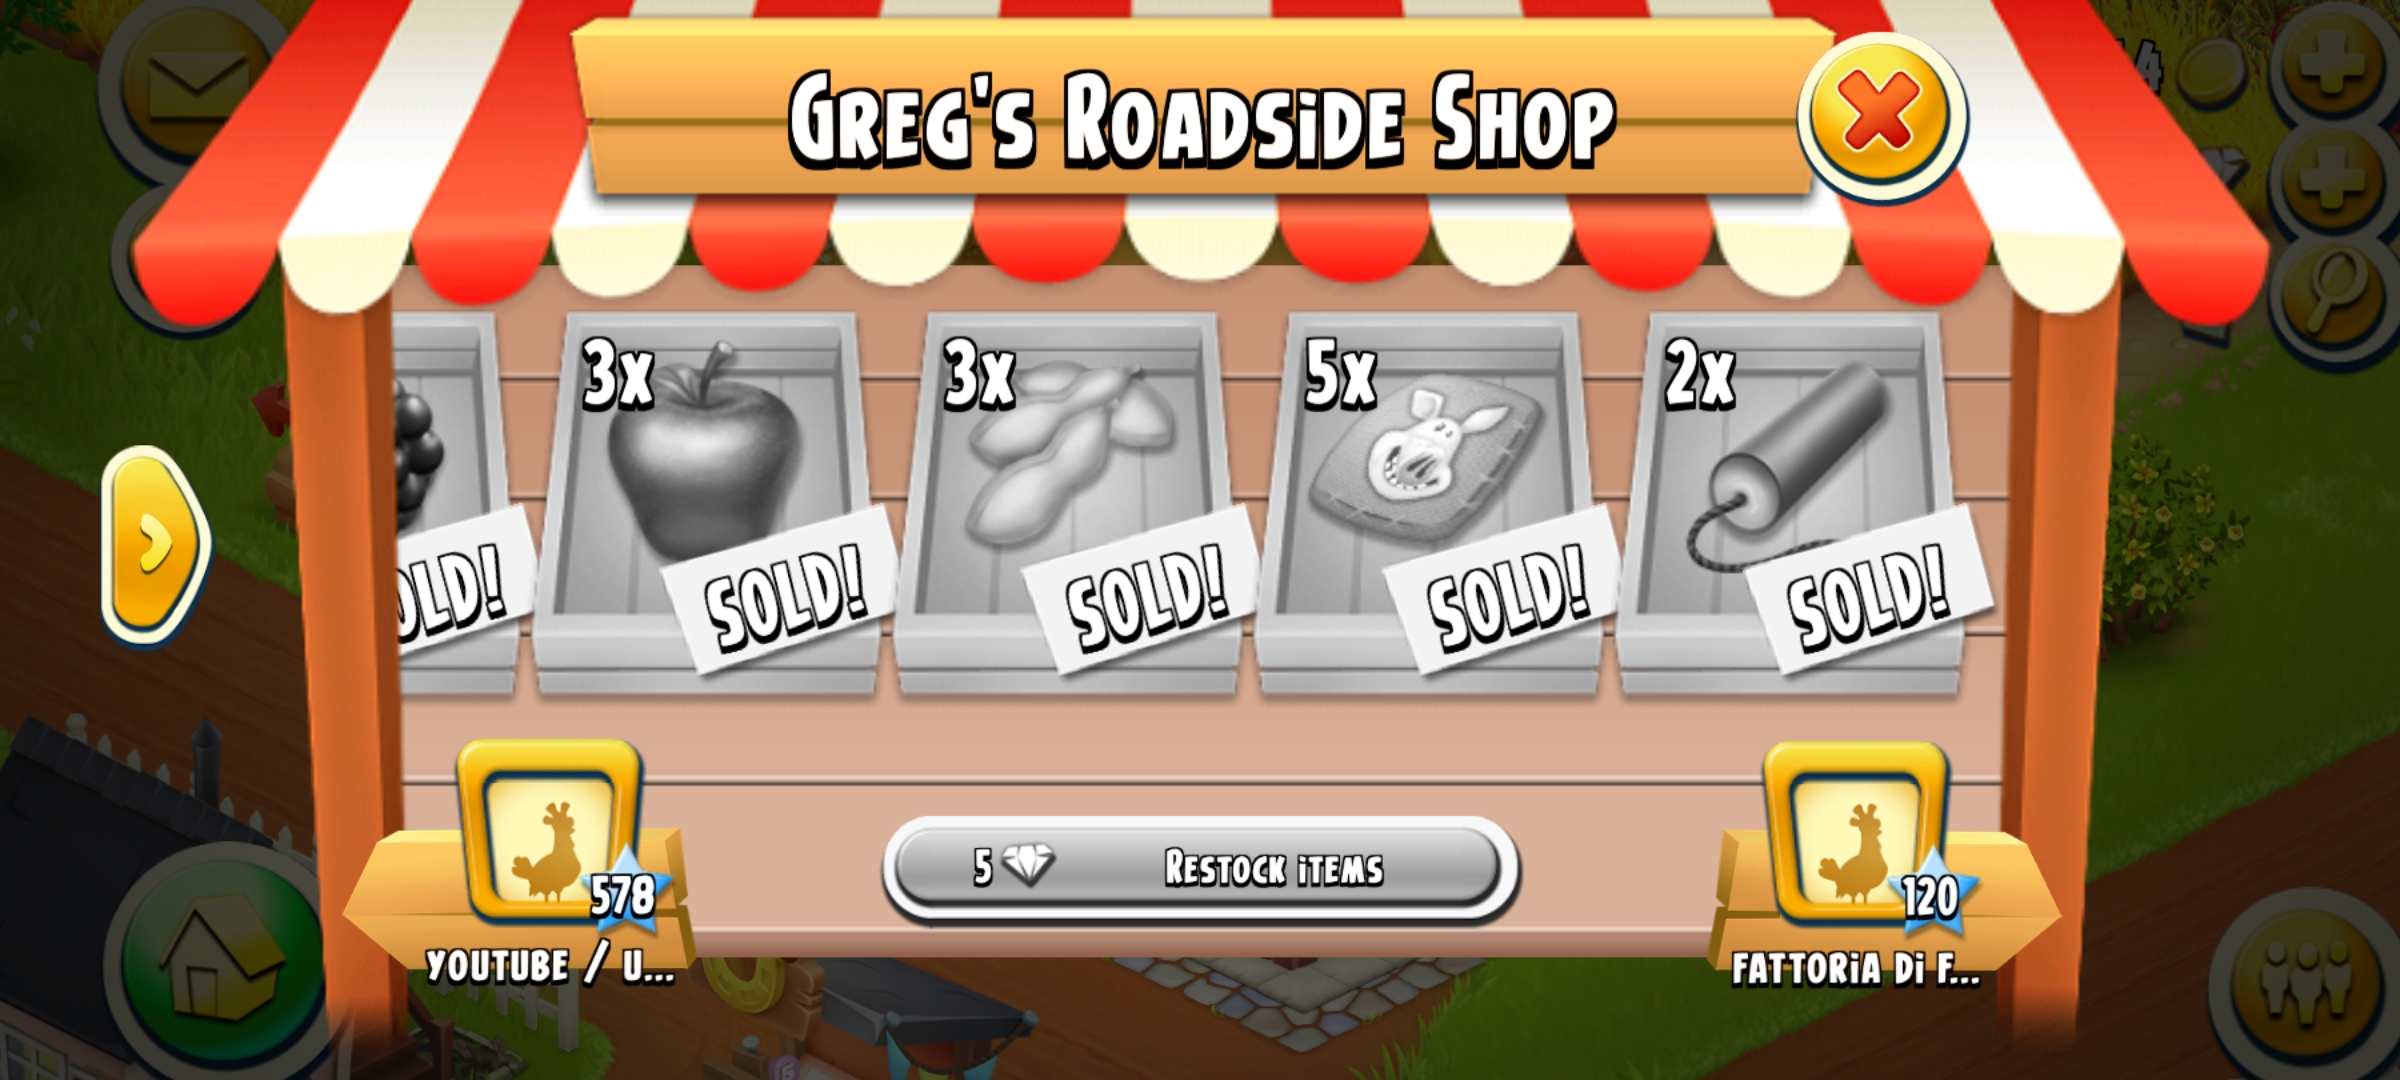 GREG'S ROADSIDE SHOP
4
3x
3x
5x
2x
OLD!
SOLD!
SOLD!
SOLD!
SOLD!
578
5
RESTOCK ITEMS
120
YOUTUBE / U...
FATTORIA DI F...